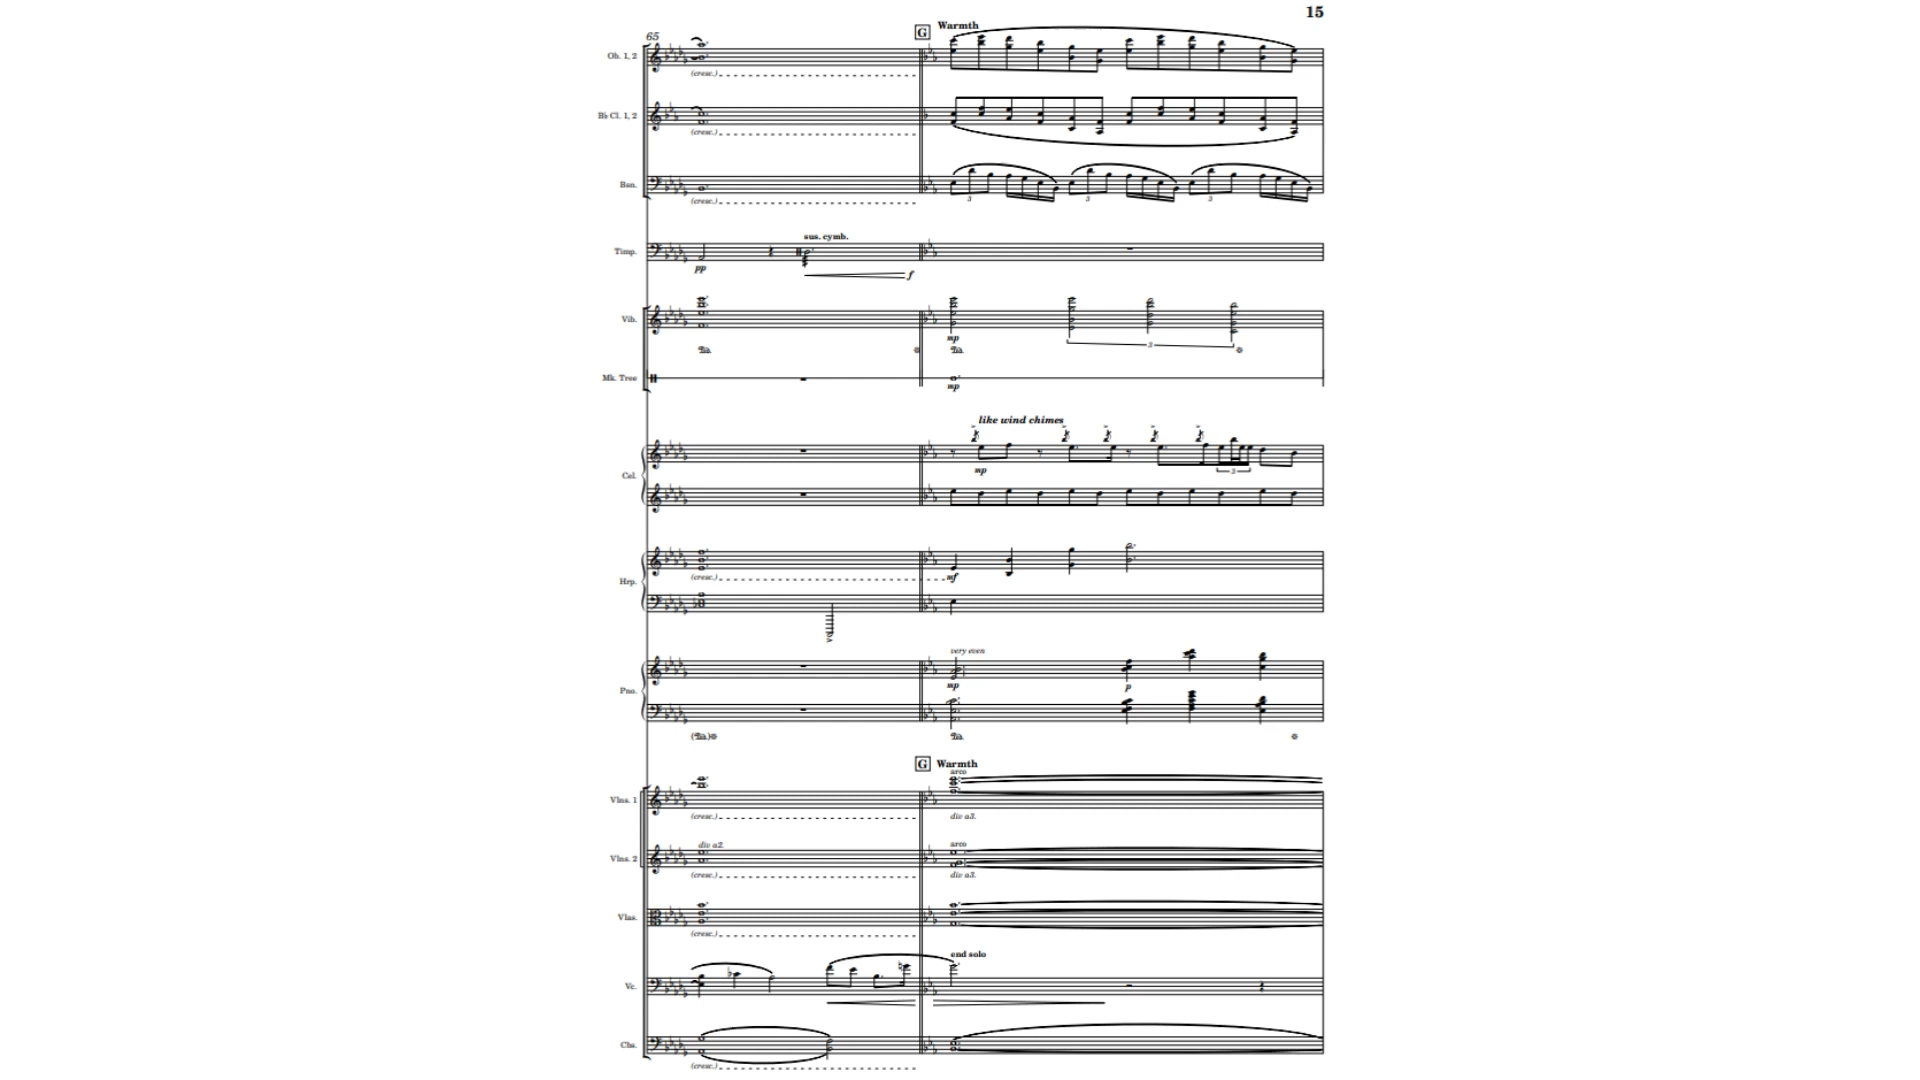 15
G Warmth
65
Ob. 1, 2
(cresc.)
B♭ Cl. 1, 2
(cresc.)
Bsn.
(cresc.)
3 3 3
sus. cymb.
Timp.
pp f
Vib.
mp
3
Mk. Tree
mp
like wind chimes
mp
3
Cel.
Hrp.
(cresc.) mf
very even
mp p
Pno.
G Warmth
arco
Vlns. 1
(cresc.) div a3.
div a2. arco
Vlns. 2
(cresc.) div a3.
Vlas.
(cresc.)
end solo
Vc.
Cbs.
(cresc.)